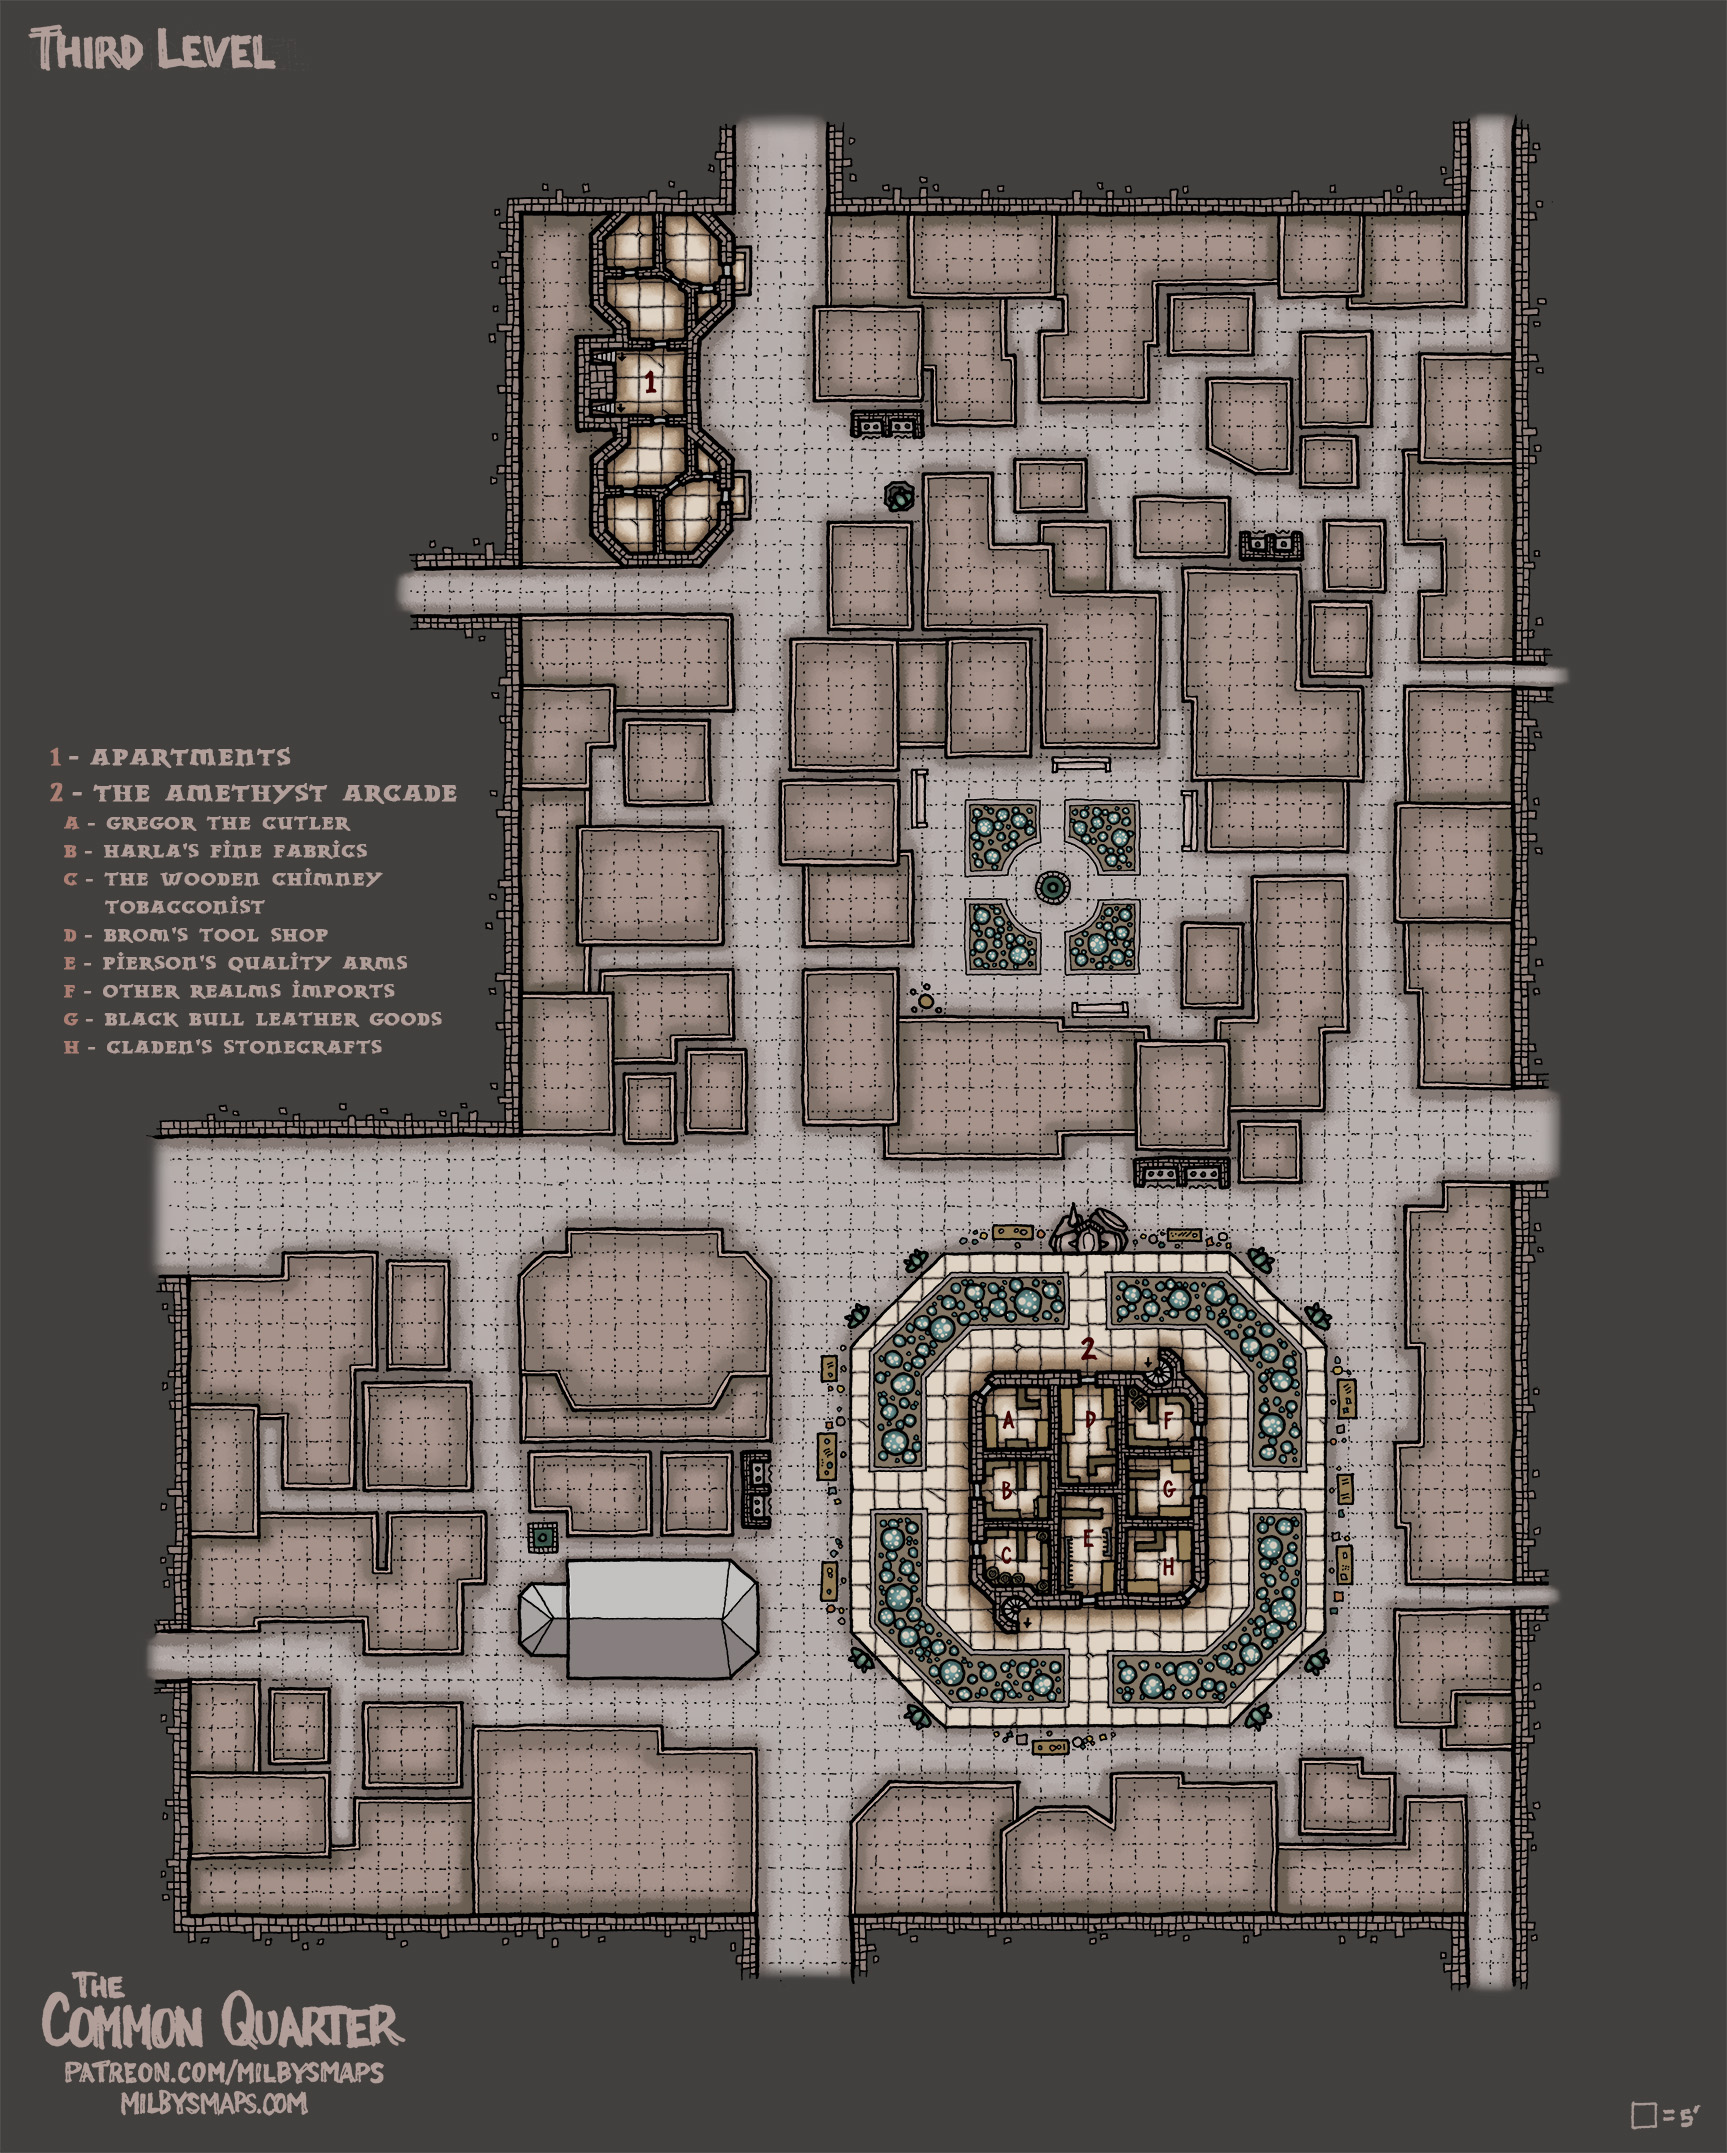 THIRD LEVEL
1 - APARTMENTS
2 - THE AMETHYST ARCADE
A - GREGOR THE CUTLER
B - HARLA'S FINE FABRICS
C - THE WOODEN CHIMNEY
TOBACCONIST
D - BROM'S TOOL SHOP
E - PIERSON'S QUALITY ARMS
F - OTHER REALMS IMPORTS
G - BLACK BULL LEATHER GOODS
H - CLADEN'S STONECRAFTS
1
2
A
D
F
B
G
E
C
H
THE
COMMON QUARTER
PATREON.COM/MILBYSMAPS
MILBYSMAPS.COM
= 5'